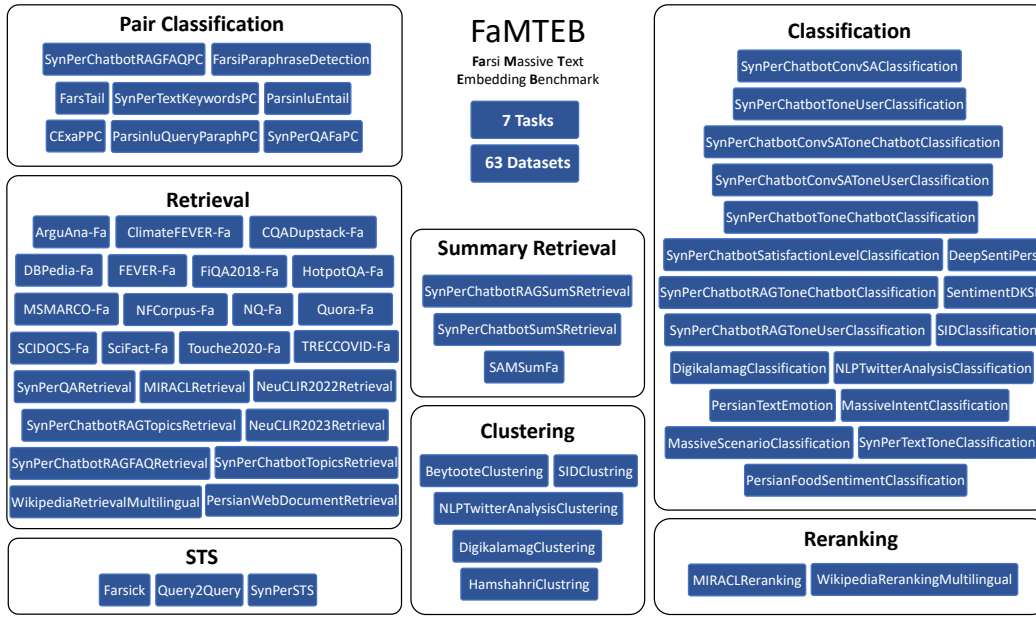 Pair Classification
SynPerChatbotRAGFAQPC FarsiParaphraseDetection
FarsTail SynPerTextKeywordsPC ParsinluEntail
CExaPPC ParsinluQueryParaphPC SynPerQAFaPC
FaMTEB
Farsi Massive Text
Embedding Benchmark
7 Tasks
63 Datasets
Classification
SynPerChatbotConvSAClassification
SynPerChatbotToneUserClassification
SynPerChatbotConvSAToneChatbotClassification
SynPerChatbotConvSAToneUserClassification
SynPerChatbotToneChatbotClassification
SynPerChatbotSatisfactionLevelClassification DeepSentiPers
SynPerChatbotRAGToneChatbotClassification SentimentDKSF
SynPerChatbotRAGToneUserClassification SIDClassification
DigikalamagClassification NLPTwitterAnalysisClassification
PersianTextEmotion MassiveIntentClassification
MassiveScenarioClassification SynPerTextToneClassification
PersianFoodSentimentClassification
Retrieval
ArguAna-Fa ClimateFEVER-Fa CQADupstack-Fa
DBPedia-Fa FEVER-Fa FiQA2018-Fa HotpotQA-Fa
MSMARCO-Fa NFCorpus-Fa NQ-Fa Quora-Fa
SCIDOCS-Fa SciFact-Fa Touche2020-Fa TRECCOVID-Fa
SynPerQARetrieval MIRACLRetrieval NeuCLIR2022Retrieval
SynPerChatbotRAGTopicsRetrieval NeuCLIR2023Retrieval
SynPerChatbotRAGFAQRetrieval SynPerChatbotTopicsRetrieval
WikipediaRetrievalMultilingual PersianWebDocumentRetrieval
Summary Retrieval
SynPerChatbotRAGSumSRetrieval
SynPerChatbotSumSRetrieval
SAMSumFa
Clustering
BeytooteClustering SIDClustring
NLPTwitterAnalysisClustering
DigikalamagClustering
HamshahriClustring
STS
Farsick Query2Query SynPerSTS
Reranking
MIRACLReranking WikipediaRerankingMultilingual